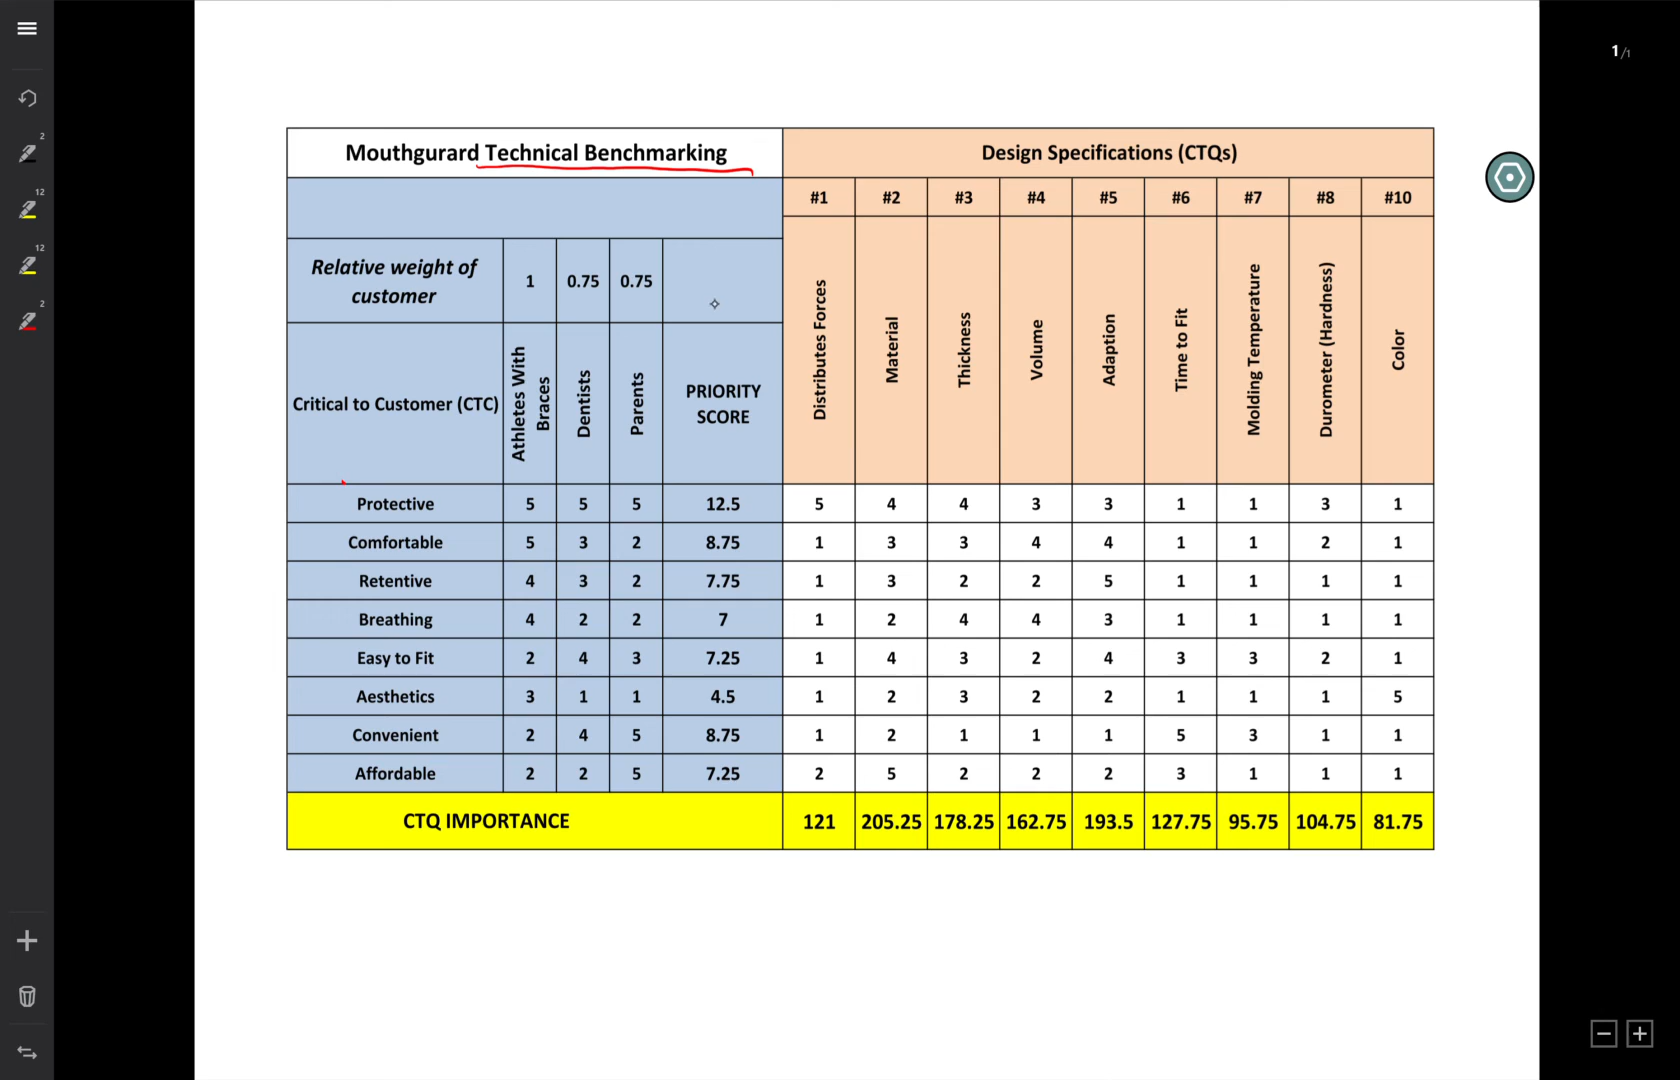 1/1
2
12
12
2
Mouthgurard Technical Benchmarking
Design Specifications (CTQs)
#1 #2 #3 #4 #5 #6 #7 #8 #10
Relative weight of
customer
1 0.75 0.75
Critical to Customer (CTC)
Athletes With
Braces
Dentists
Parents
PRIORITY
SCORE
Distributes Forces
Material
Thickness
Volume
Adaption
Time to Fit
Molding Temperature
Durometer (Hardness)
Color
Protective 5 5 5 12.5 5 4 4 3 3 1 1 3 1
Comfortable 5 3 2 8.75 1 3 3 4 4 1 1 2 1
Retentive 4 3 2 7.75 1 3 2 2 5 1 1 1 1
Breathing 4 2 2 7 1 2 4 4 3 1 1 1 1
Easy to Fit 2 4 3 7.25 1 4 3 2 4 3 3 2 1
Aesthetics 3 1 1 4.5 1 2 3 2 2 1 1 1 5
Convenient 2 4 5 8.75 1 2 1 1 1 5 3 1 1
Affordable 2 2 5 7.25 2 5 2 2 2 3 1 1 1
CTQ IMPORTANCE 121 205.25 178.25 162.75 193.5 127.75 95.75 104.75 81.75